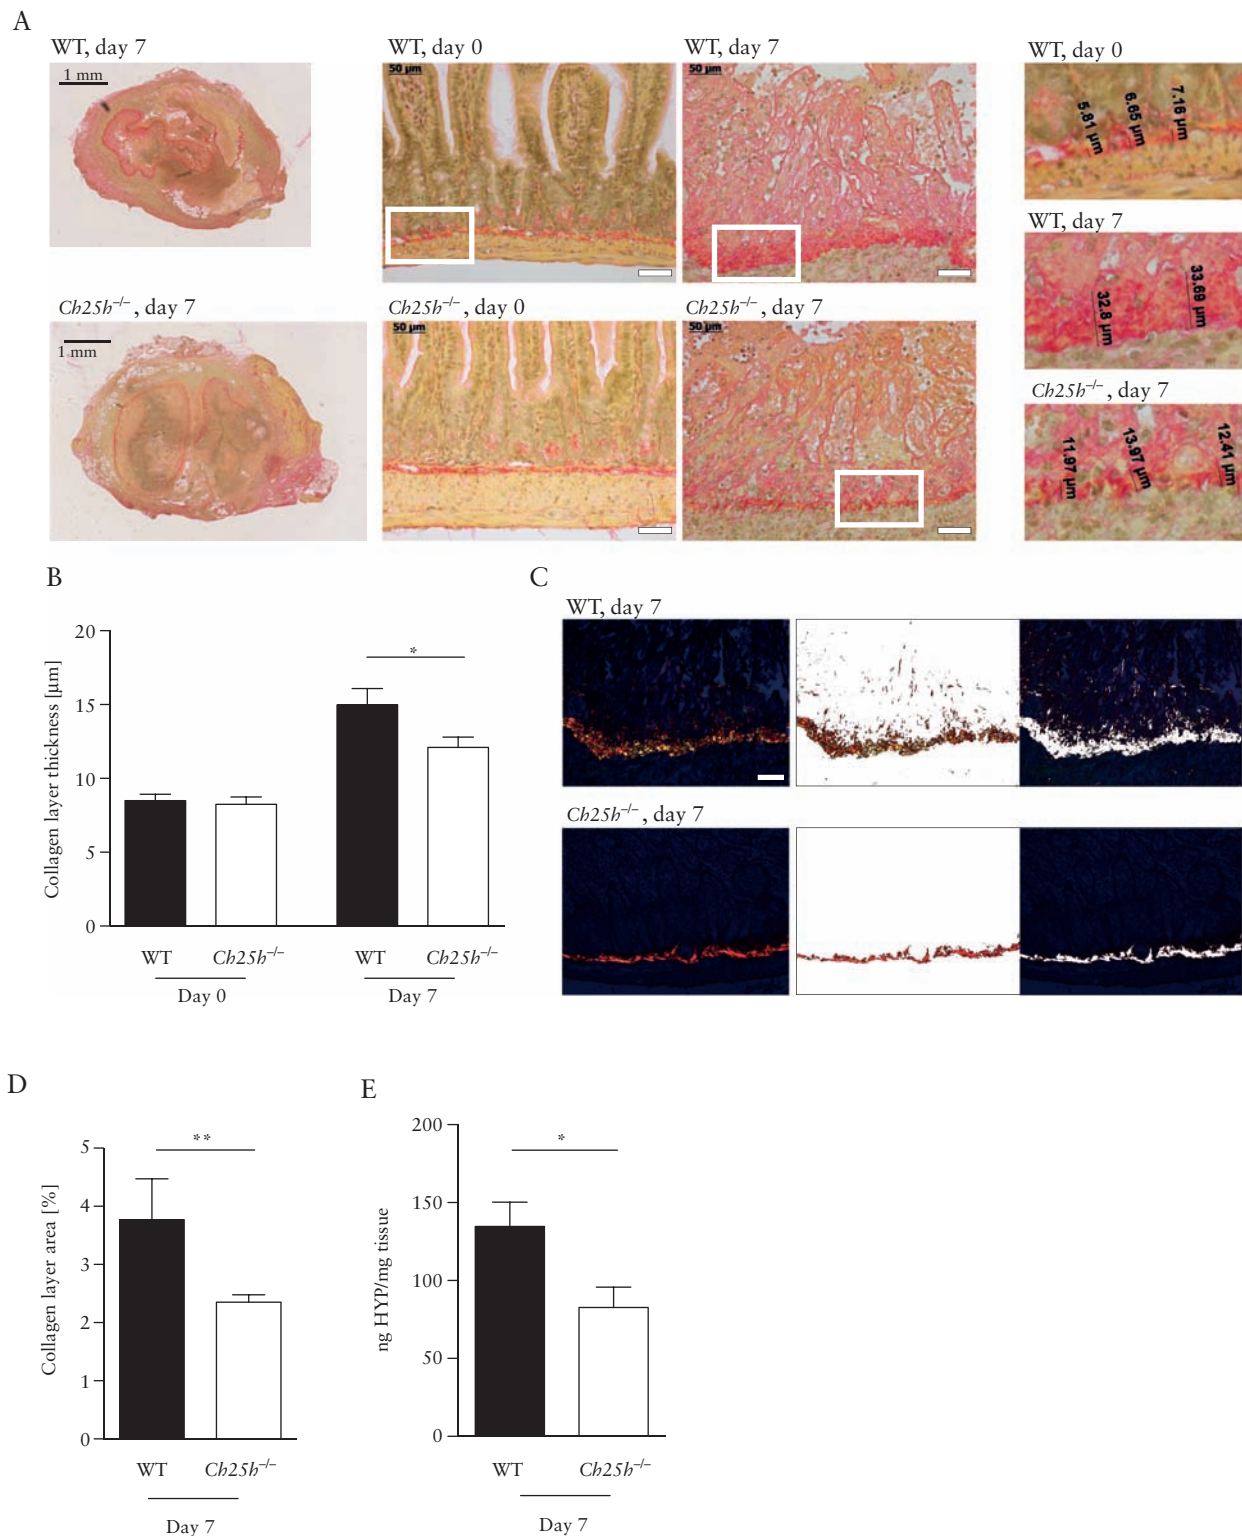 A
WT, day 7
WT, day 0
WT, day 7
WT, day 0
1 mm
50 µm
50 µm
5.81 µm
6.65 µm
7.16 µm
WT, day 7
32.8 µm
33.69 µm
Ch25h–/– , day 7
Ch25h–/– , day 0
Ch25h–/– , day 7
Ch25h–/– , day 7
1 mm
50 µm
50 µm
11.97 µm
13.97 µm
12.41 µm
B
Collagen layer thickness [µm]
20
15
10
5
0
*
WT
Ch25h–/–
WT
Ch25h–/–
Day 0
Day 7
C
WT, day 7
Ch25h–/– , day 7
D
Collagen layer area [%]
5
4
3
2
1
0
**
WT
Ch25h–/–
Day 7
E
ng HYP/mg tissue
200
150
100
50
0
*
WT
Ch25h–/–
Day 7